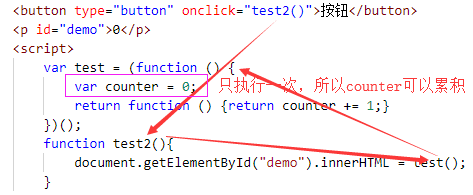 <button type="button" onclick="test2()">按钮</button>
<p id="demo">0</p>
<script>
var test = (function () {
var counter = 0; 只执行一次，所以counter可以累积
return function () {return counter += 1;}
})();
function test2(){
document.getElementById("demo").innerHTML = test();
}